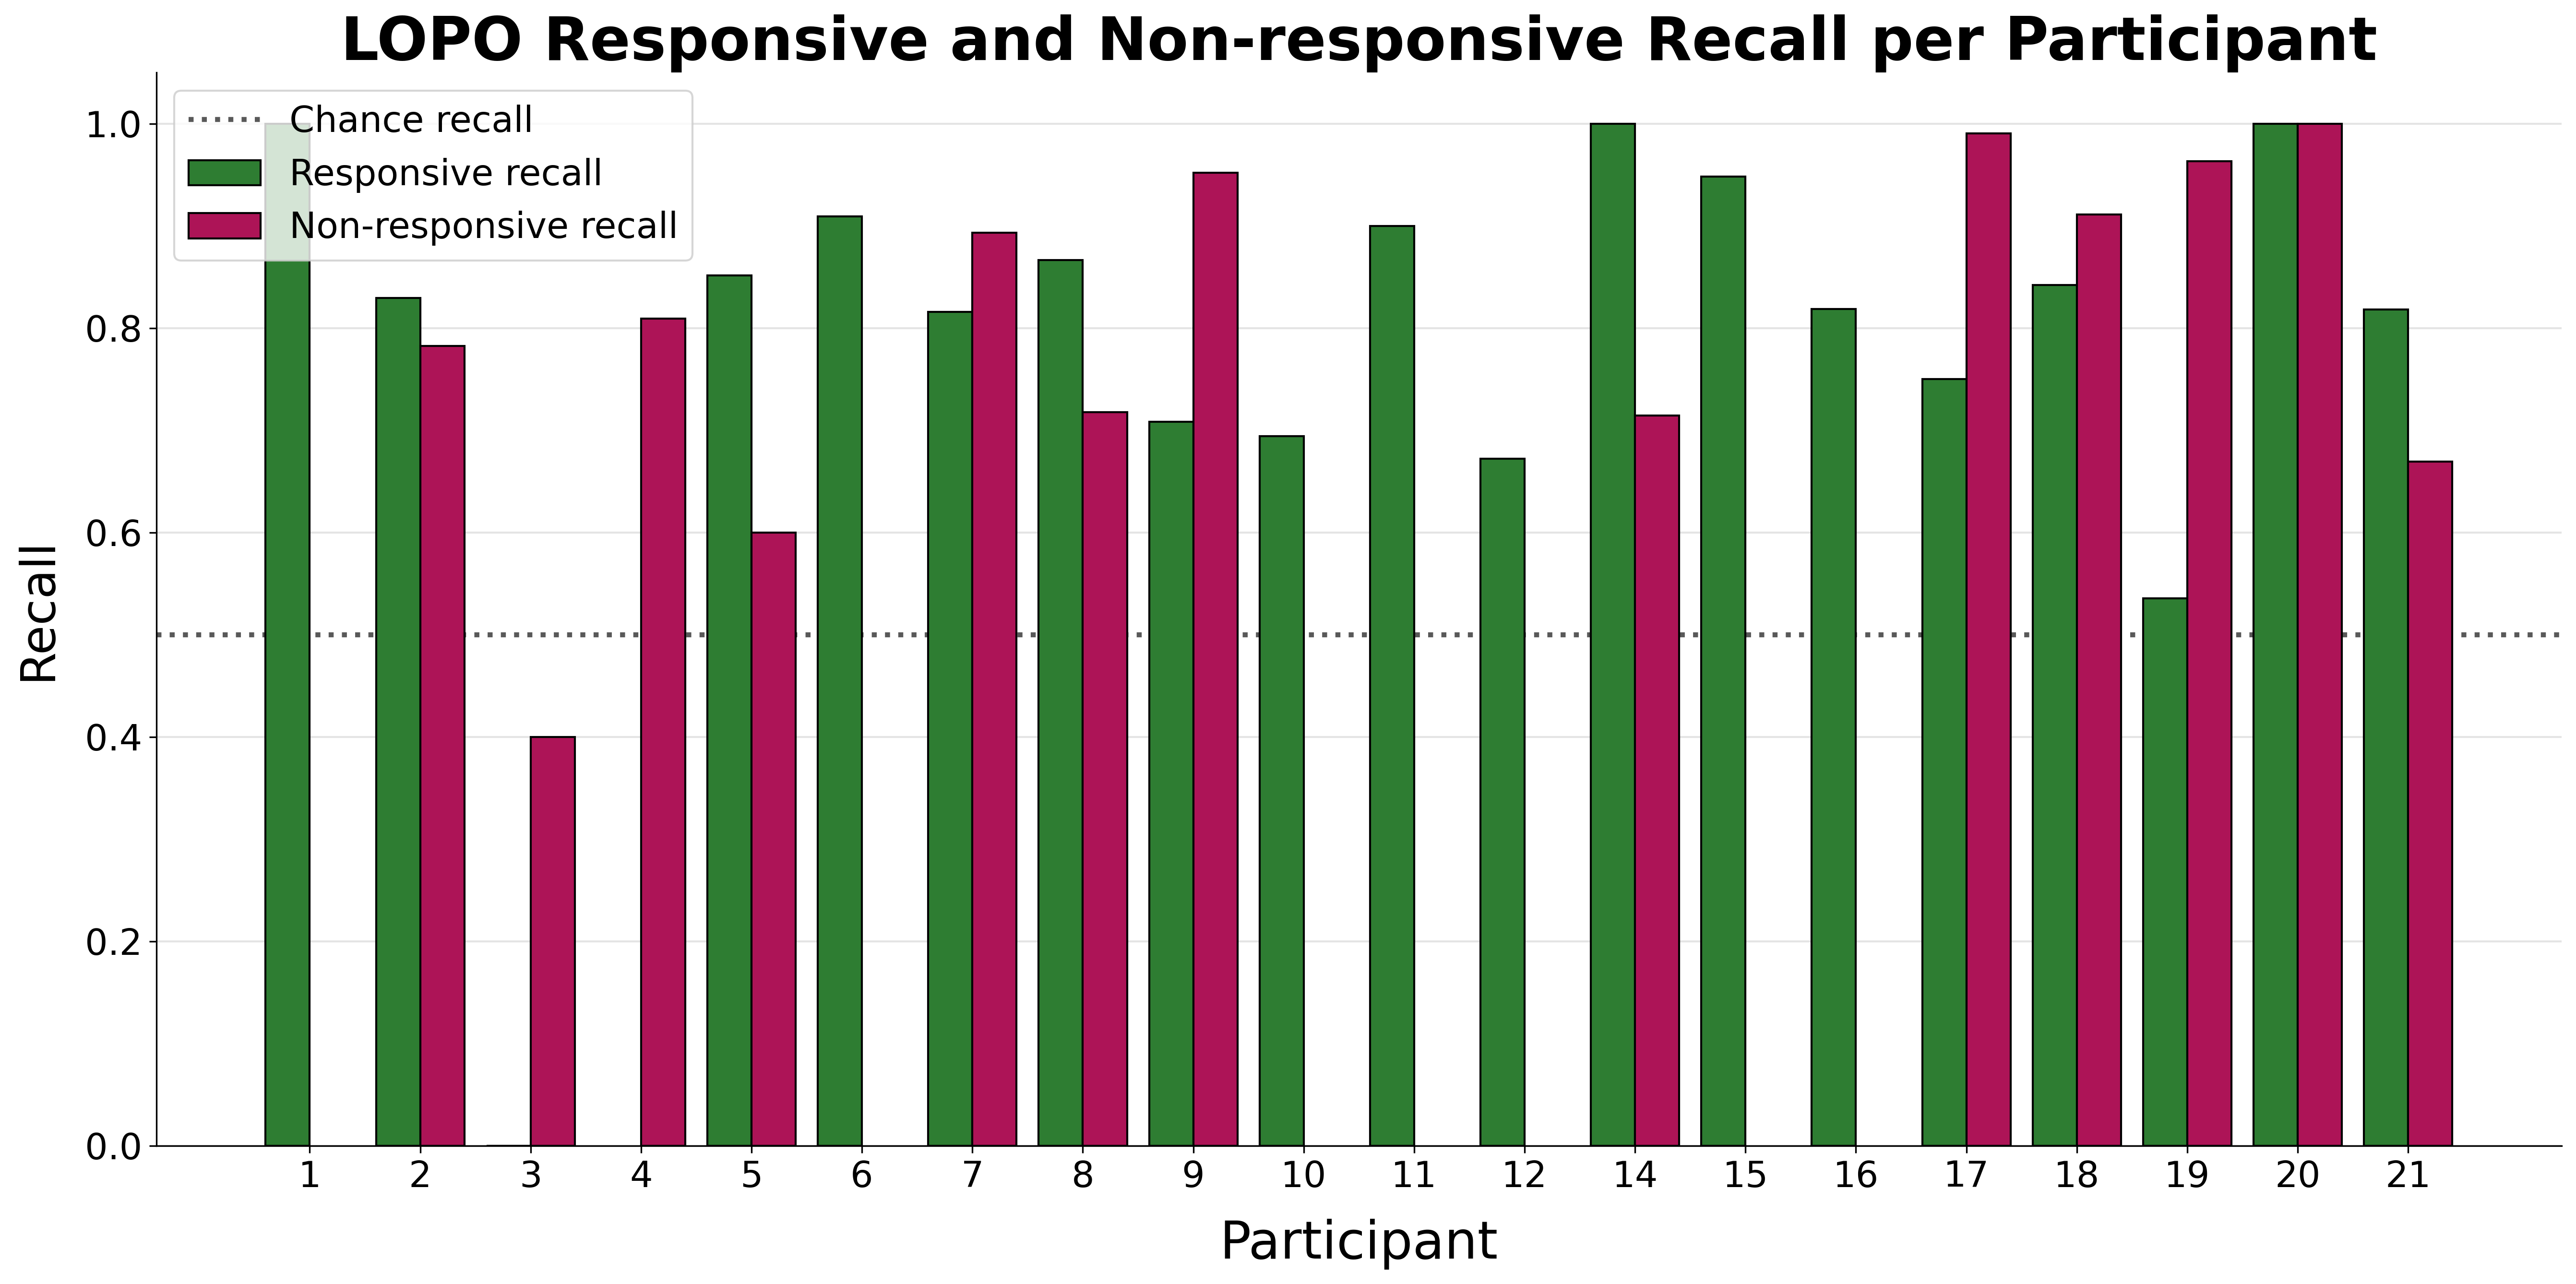 LOPO Responsive and Non-responsive Recall per Participant
Chance recall
Responsive recall
Non-responsive recall
1.0
0.8
0.6
0.4
0.2
0.0
Recall
1 2 3 4 5 6 7 8 9 10 11 12 14 15 16 17 18 19 20 21
Participant